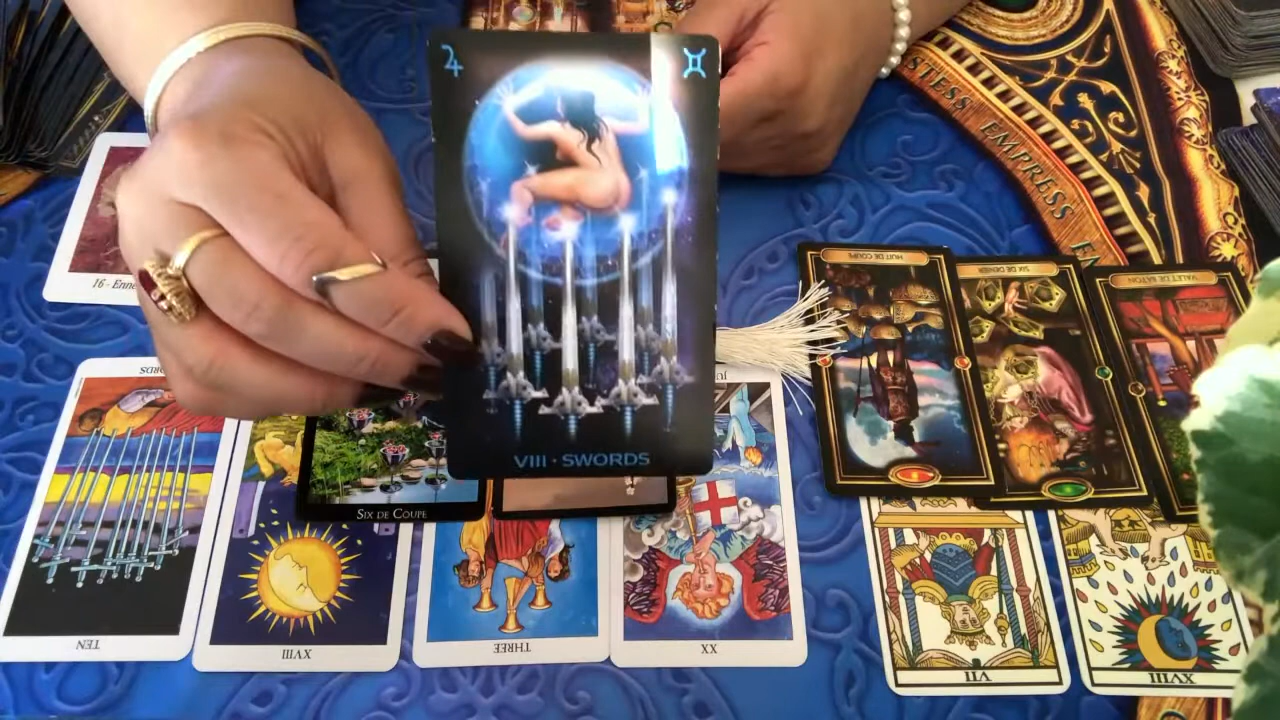 STESS EMPRESS
HUIT DE COUPE
SIX DE DENIER
VALET DE BATON
16 - Enne
VIII · SWORDS
SIX DE COUPE
TEN
XVIII
THREE
XX
VII
XVIII